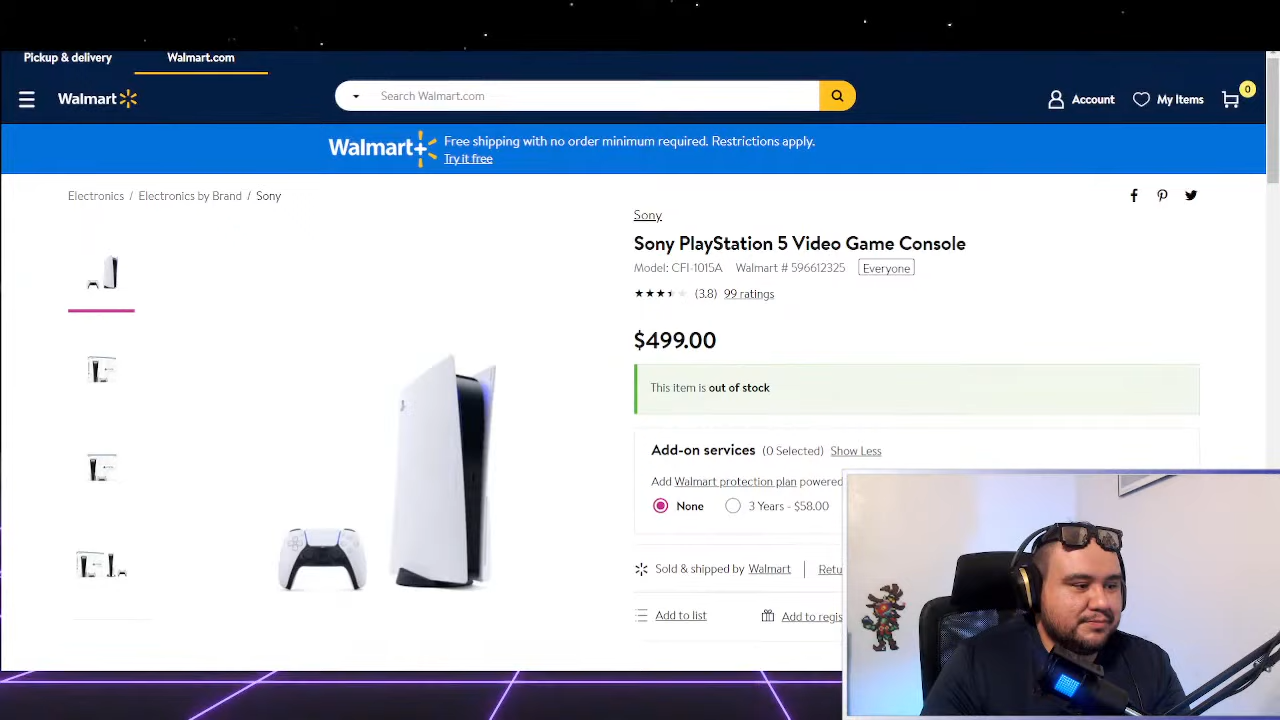 Pickup & delivery
Walmart.com
Walmart
Search Walmart.com
Account
My Items
0
Walmart+
Free shipping with no order minimum required. Restrictions apply.
Try it free
Electronics / Electronics by Brand / Sony
Sony
Sony PlayStation 5 Video Game Console
Model: CFI-1015A Walmart # 596612325 Everyone
(3.8) 99 ratings
$499.00
This item is out of stock
Add-on services (0 Selected) Show Less
Add Walmart protection plan powered
None
3 Years - $58.00
Sold & shipped by Walmart
Retu
Add to list
Add to regis